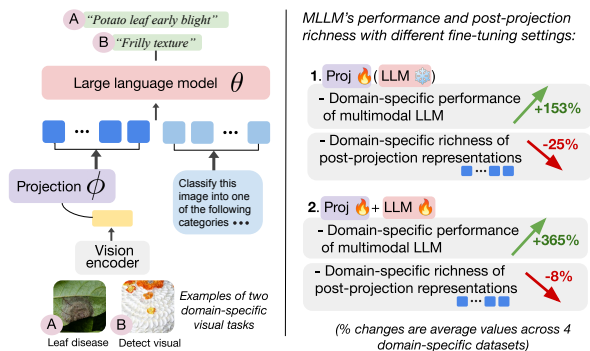 A "Potato leaf early blight"
B "Frilly texture"
Large language model θ
Projection ϕ
Classify this
image into one
of the following
categories •••
Vision
encoder
A
B
Leaf disease
Detect visual
Examples of two
domain-specific
visual tasks
MLLM's performance and post-projection
richness with different fine-tuning settings:
1. Proj (LLM )
- Domain-specific performance
of multimodal LLM
+153%
- Domain-specific richness of
post-projection representations
-25%
2. Proj + LLM
- Domain-specific performance
of multimodal LLM
+365%
- Domain-specific richness of
post-projection representations
-8%
(% changes are average values across 4
domain-specific datasets)